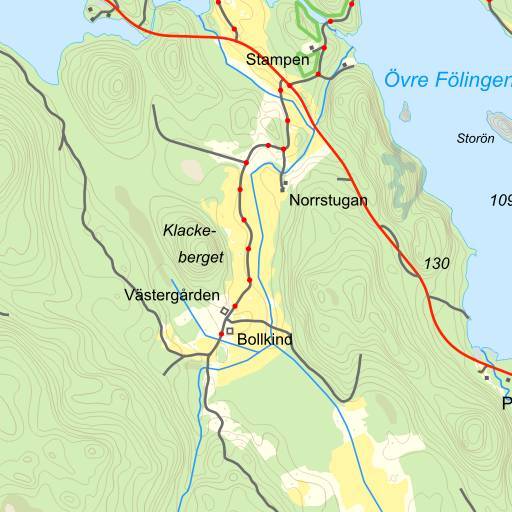 Stampen
Övre Fölingen
Storön
Norrstugan
109
Klacke-
berget
130
Västergården
Bollkind
P